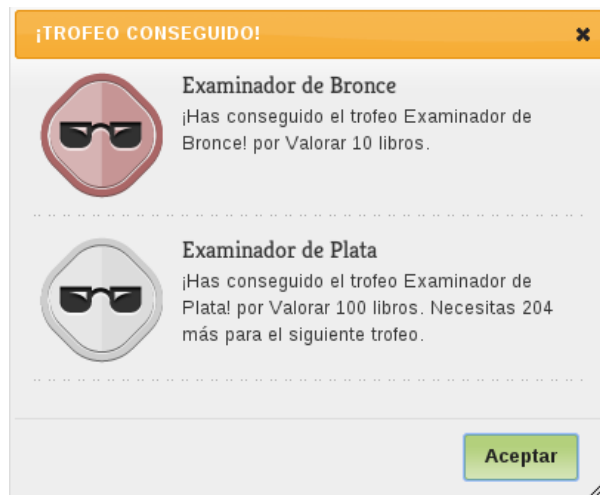 ¡TROFEO CONSEGUIDO!
Examinador de Bronce
¡Has conseguido el trofeo Examinador de
Bronce! por Valorar 10 libros.
Examinador de Plata
¡Has conseguido el trofeo Examinador de
Plata! por Valorar 100 libros. Necesitas 204
más para el siguiente trofeo.
Aceptar